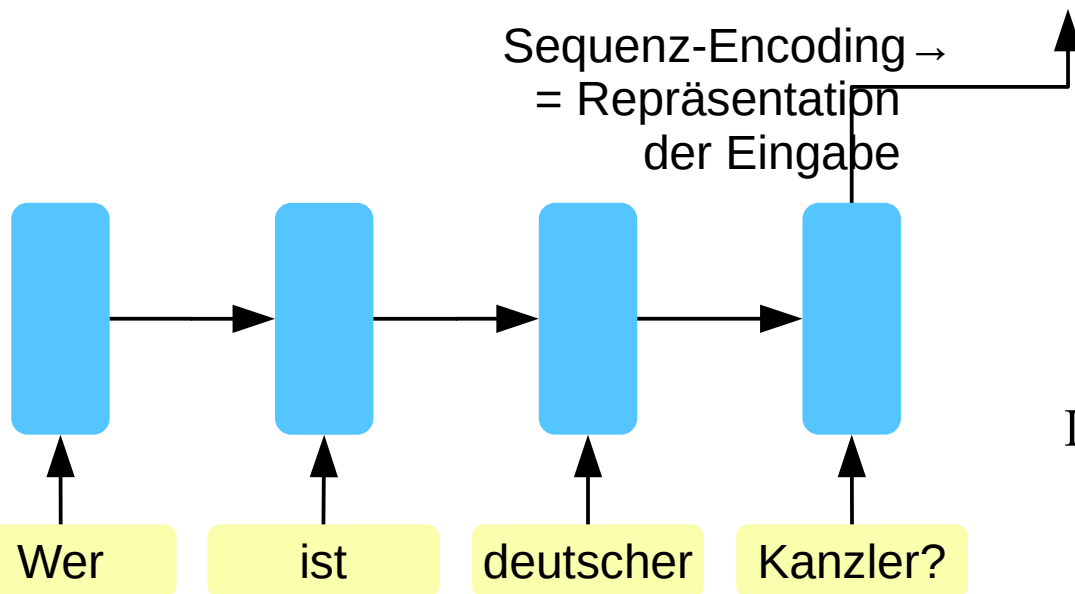 Sequenz-Encoding→
= Repräsentation
der Eingabe
Wer ist deutscher Kanzler?